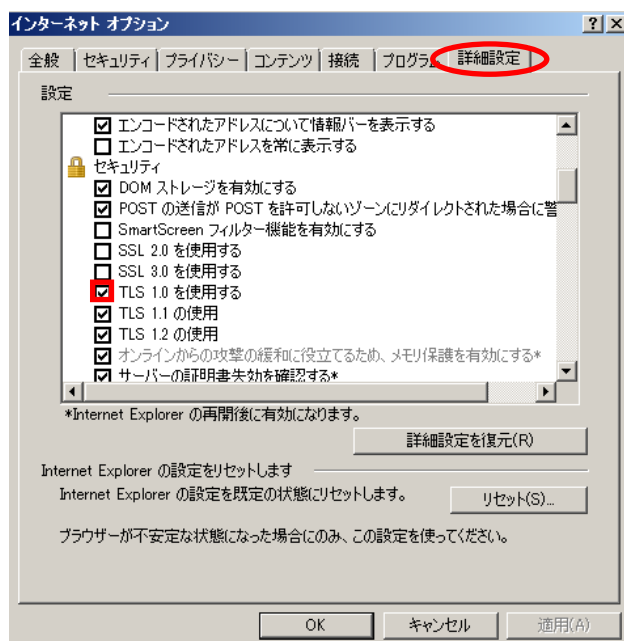 インターネット オプション
全般 セキュリティ プライバシー コンテンツ 接続 プログラム 詳細設定
設定
エンコードされたアドレスについて情報バーを表示する
エンコードされたアドレスを常に表示する
セキュリティ
DOM ストレージを有効にする
POST の送信が POST を許可しないゾーンにリダイレクトされた場合に警
SmartScreen フィルター機能を有効にする
SSL 2.0 を使用する
SSL 3.0 を使用する
TLS 1.0 を使用する
TLS 1.1 の使用
TLS 1.2 の使用
オンラインからの攻撃の緩和に役立てるため、メモリ保護を有効にする*
サーバーの証明書失効を確認する*
*Internet Explorer の再開後に有効になります。
詳細設定を復元(R)
Internet Explorer の設定をリセットします
Internet Explorer の設定を既定の状態にリセットします。
リセット(S)...
ブラウザーが不安定な状態になった場合にのみ、この設定を使ってください。
OK キャンセル 適用(A)